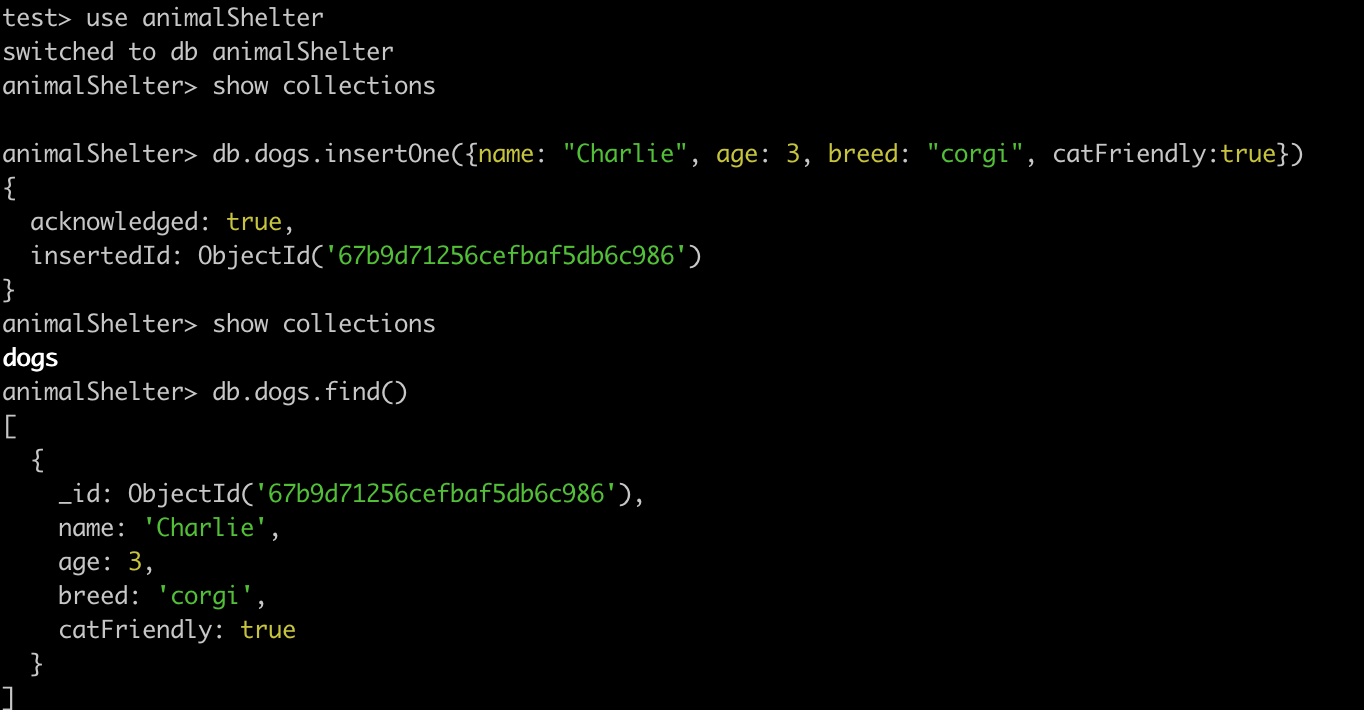 test> use animalShelter
switched to db animalShelter
animalShelter> show collections
animalShelter> db.dogs.insertOne({name: "Charlie", age: 3, breed: "corgi", catFriendly:true})
{
  acknowledged: true,
  insertedId: ObjectId('67b9d71256cefbaf5db6c986')
}
animalShelter> show collections
dogs
animalShelter> db.dogs.find()
[
  {
    _id: ObjectId('67b9d71256cefbaf5db6c986'),
    name: 'Charlie',
    age: 3,
    breed: 'corgi',
    catFriendly: true
  }
]